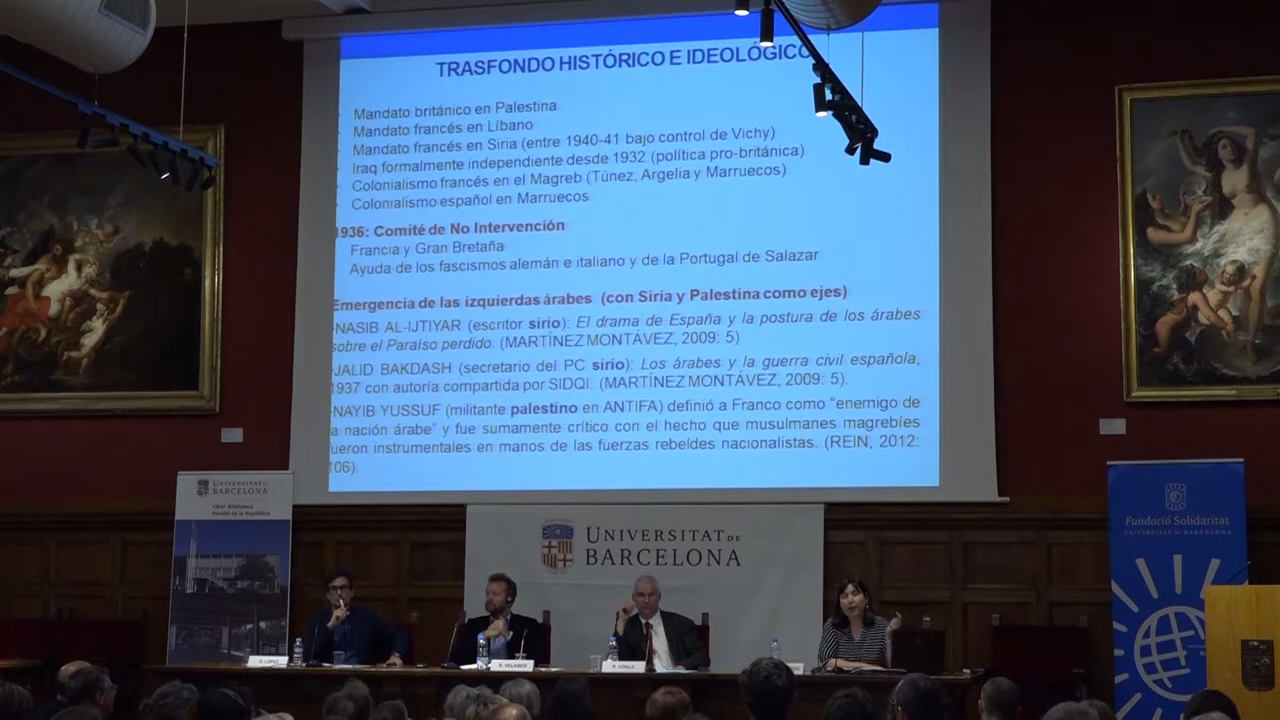 TRASFONDO HISTÓRICO E IDEOLÓGICO
Mandato británico en Palestina
Mandato francés en Líbano
Mandato francés en Siria (entre 1940-41 bajo control de Vichy)
Iraq formalmente independiente desde 1932 (política pro-británica)
Colonialismo francés en el Magreb (Túnez, Argelia y Marruecos)
Colonialismo español en Marruecos
1936: Comité de No Intervención
Francia y Gran Bretaña
Ayuda de los fascismos alemán e italiano y de la Portugal de Salazar
Emergencia de las izquierdas árabes (con Siria y Palestina como ejes)
NASIB AL-IJTIYAR (escritor sirio): El drama de España y la postura de los árabes
sobre el Paraíso perdido. (MARTÍNEZ MONTÁVEZ, 2009: 5)
JALID BAKDASH (secretario del PC sirio): Los árabes y la guerra civil española,
1937 con autoría compartida por SIDQI. (MARTÍNEZ MONTÁVEZ, 2009: 5).
NAYIB YUSSUF (militante palestino en ANTIFA) definió a Franco como "enemigo de
a nación árabe" y fue sumamente crítico con el hecho que musulmanes magrebíes
fueron instrumentales en manos de las fuerzas rebeldes nacionalistas. (REIN, 2012:
106).
UNIVERSITAT DE
BARCELONA
CRAI Biblioteca
Pavelló de la República
UNIVERSITAT DE
BARCELONA
Fundació Solidaritat
UNIVERSITAT DE BARCELONA
D. LOPEZ
R. VELASCO